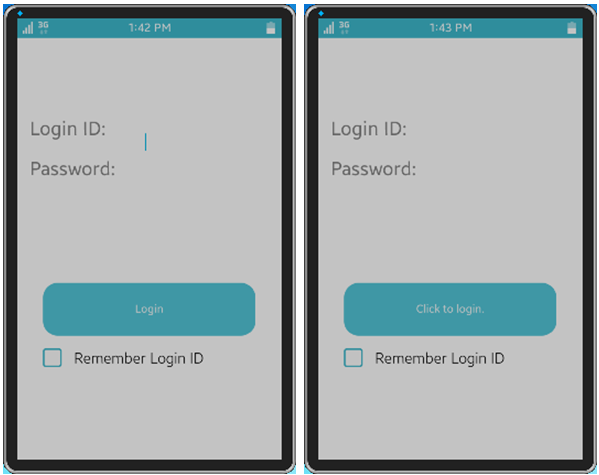 3G 1:42 PM
Login ID:
Password:
Login
Remember Login ID
3G 1:43 PM
Login ID:
Password:
Click to login.
Remember Login ID